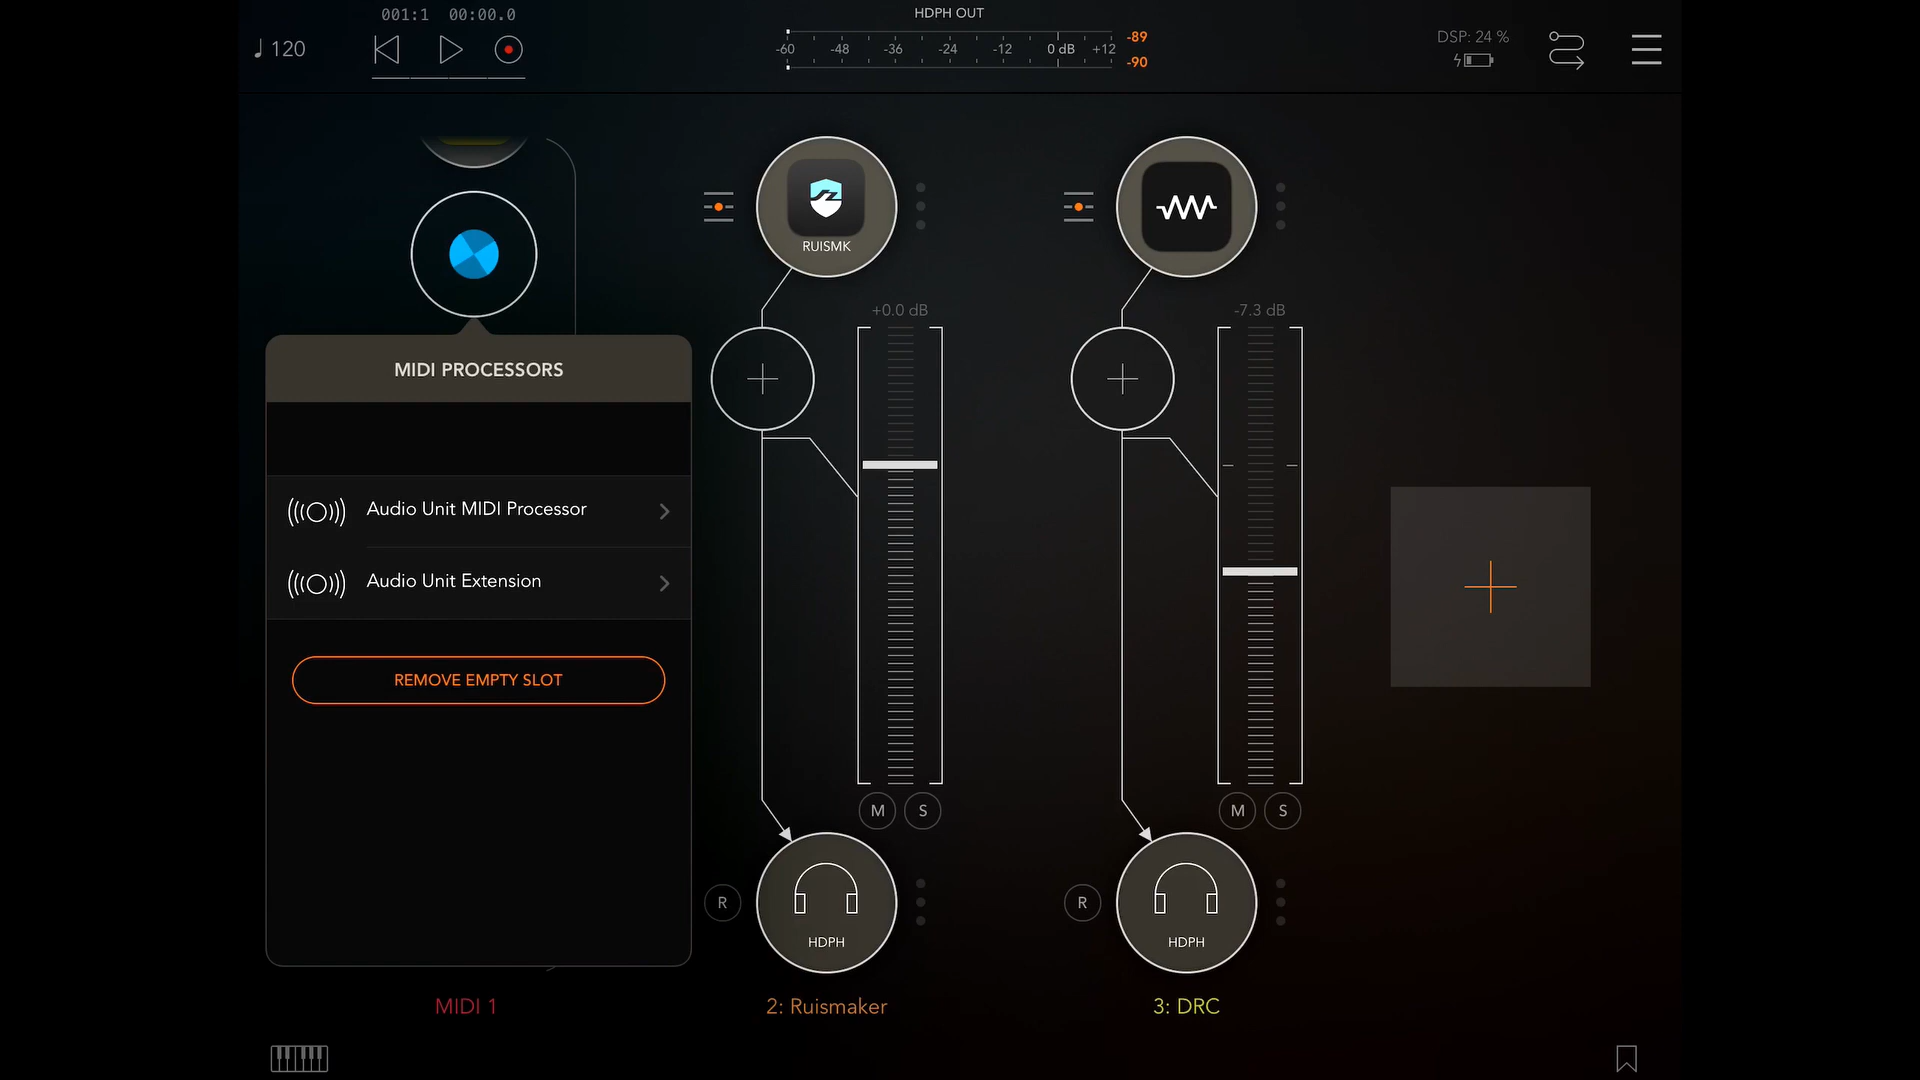 001:1 00:00.0
120
HDPH OUT
-60 -48 -36 -24 -12 0 dB +12
-89
-90
DSP: 24 %
RUISMK
+0.0 dB
-7.3 dB
MIDI PROCESSORS
Audio Unit MIDI Processor
Audio Unit Extension
REMOVE EMPTY SLOT
M S
M S
R
HDPH
R
HDPH
MIDI 1
2: Ruismaker
3: DRC